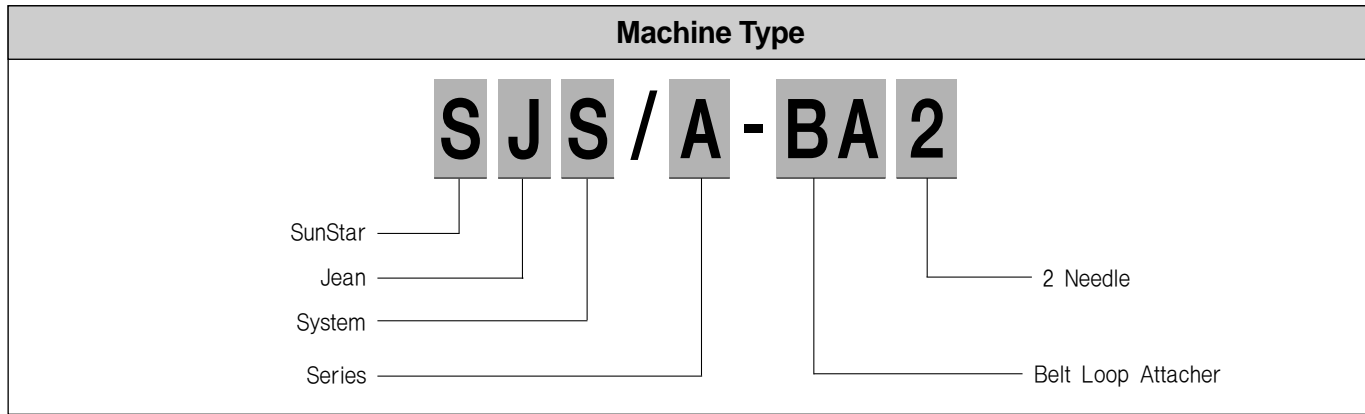 Machine Type
SJS/A-BA2
SunStar
Jean
2 Needle
System
Series
Belt Loop Attacher